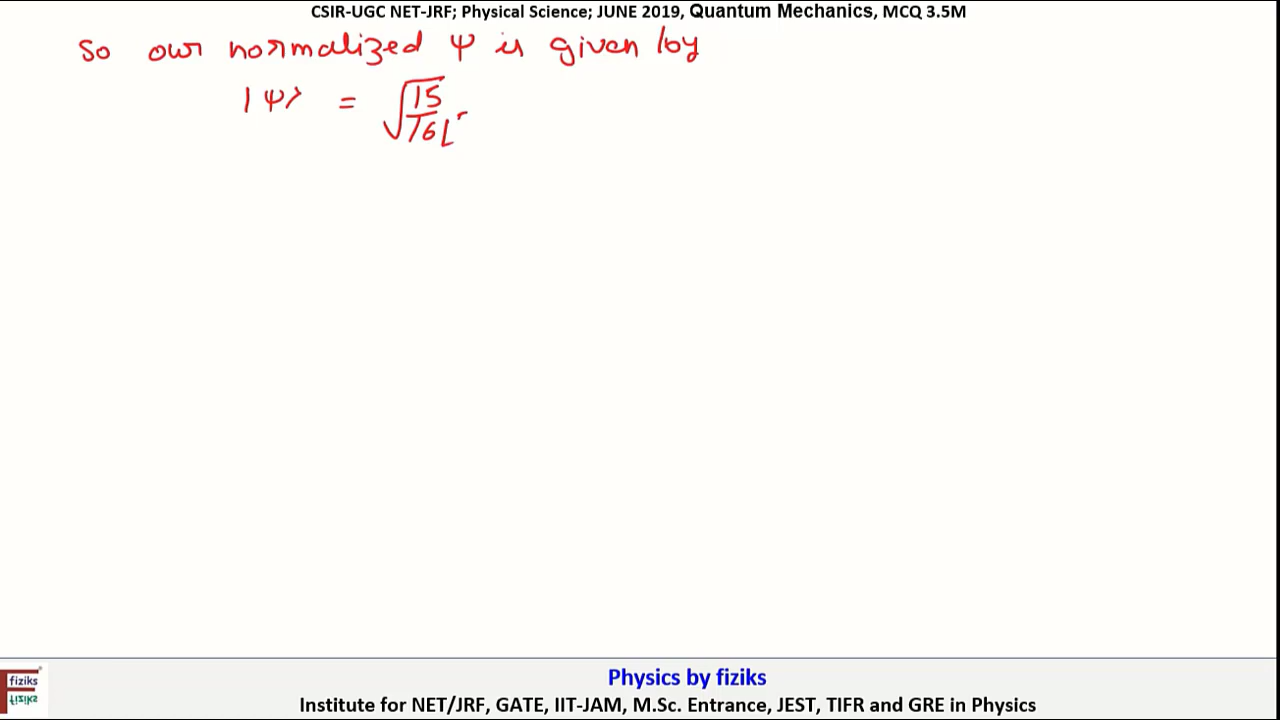 CSIR-UGC NET-JRF; Physical Science; JUNE 2019, Quantum Mechanics, MCQ 3.5M
So our normalized Ψ is given by
|Ψ> = √15/16 [
Physics by fiziks
fiziks
fiziks
Institute for NET/JRF, GATE, IIT-JAM, M.Sc. Entrance, JEST, TIFR and GRE in Physics